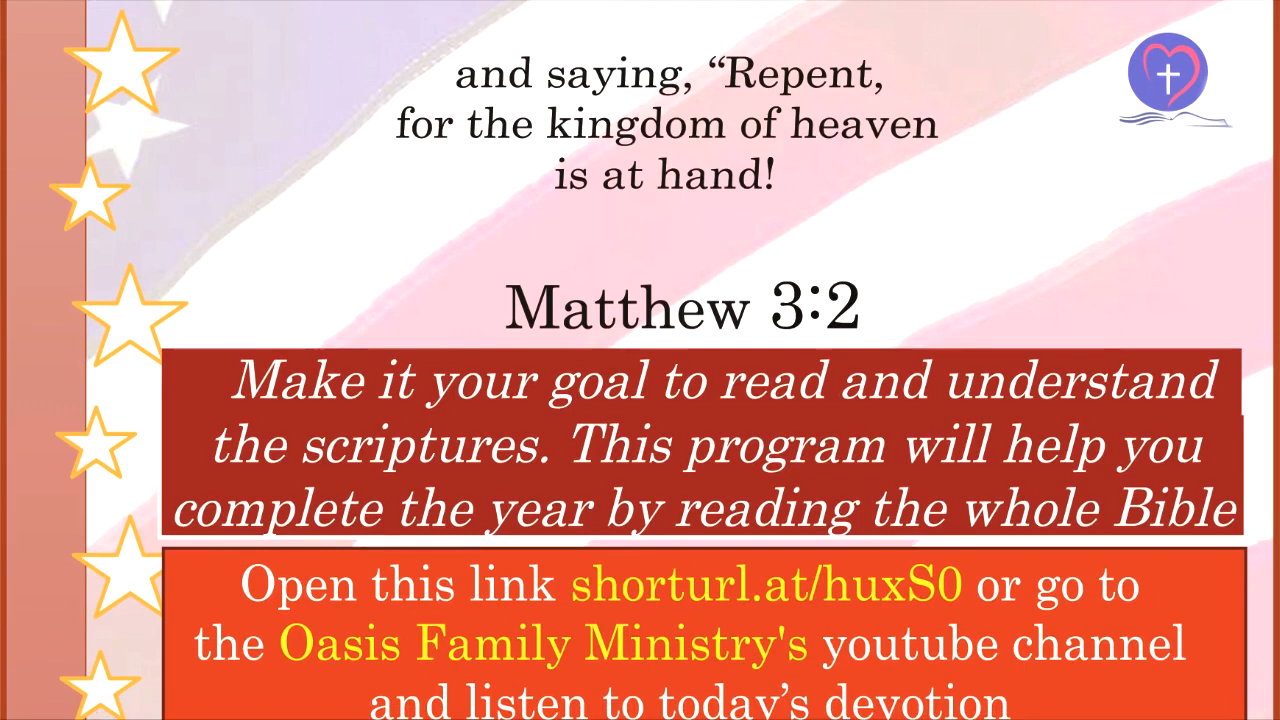 and saying, “Repent,
for the kingdom of heaven
is at hand!
Matthew 3:2
Make it your goal to read and understand
the scriptures. This program will help you
complete the year by reading the whole Bible
Open this link shorturl.at/huxS0 or go to
the Oasis Family Ministry's youtube channel
and listen to today’s devotion